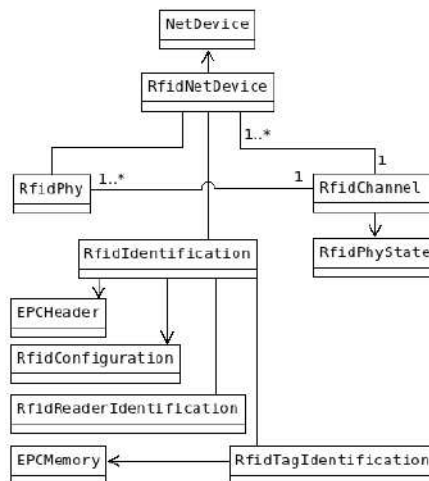 NetDevice
RfidNetDevice
1..*
1
RfidPhy
1..*
1
RfidChannel
RfidIdentification
RfidPhyState
EPCHeader
RfidConfiguration
RfidReaderIdentification
EPCMemory
RfidTagIdentification